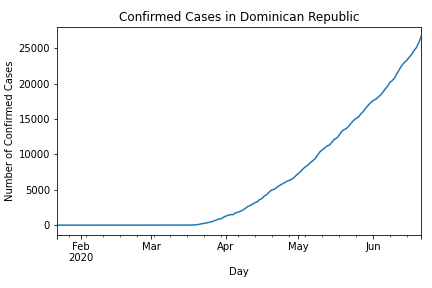 Confirmed Cases in Dominican Republic
Number of Confirmed Cases
25000
20000
15000
10000
5000
0
Feb
2020
Mar
Apr
May
Jun
Day